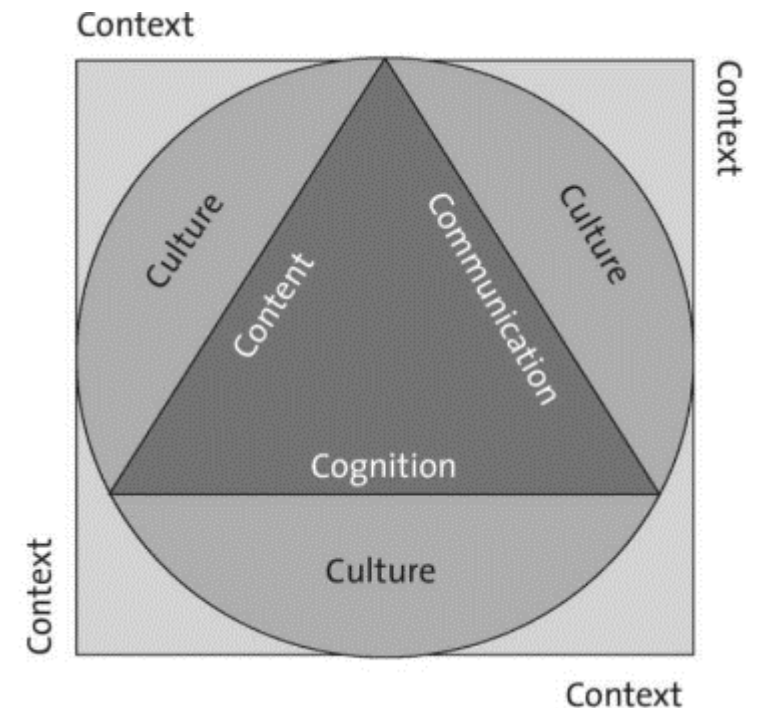 Context
Context
Culture
Culture
Content
Communication
Cognition
Culture
Context
Context